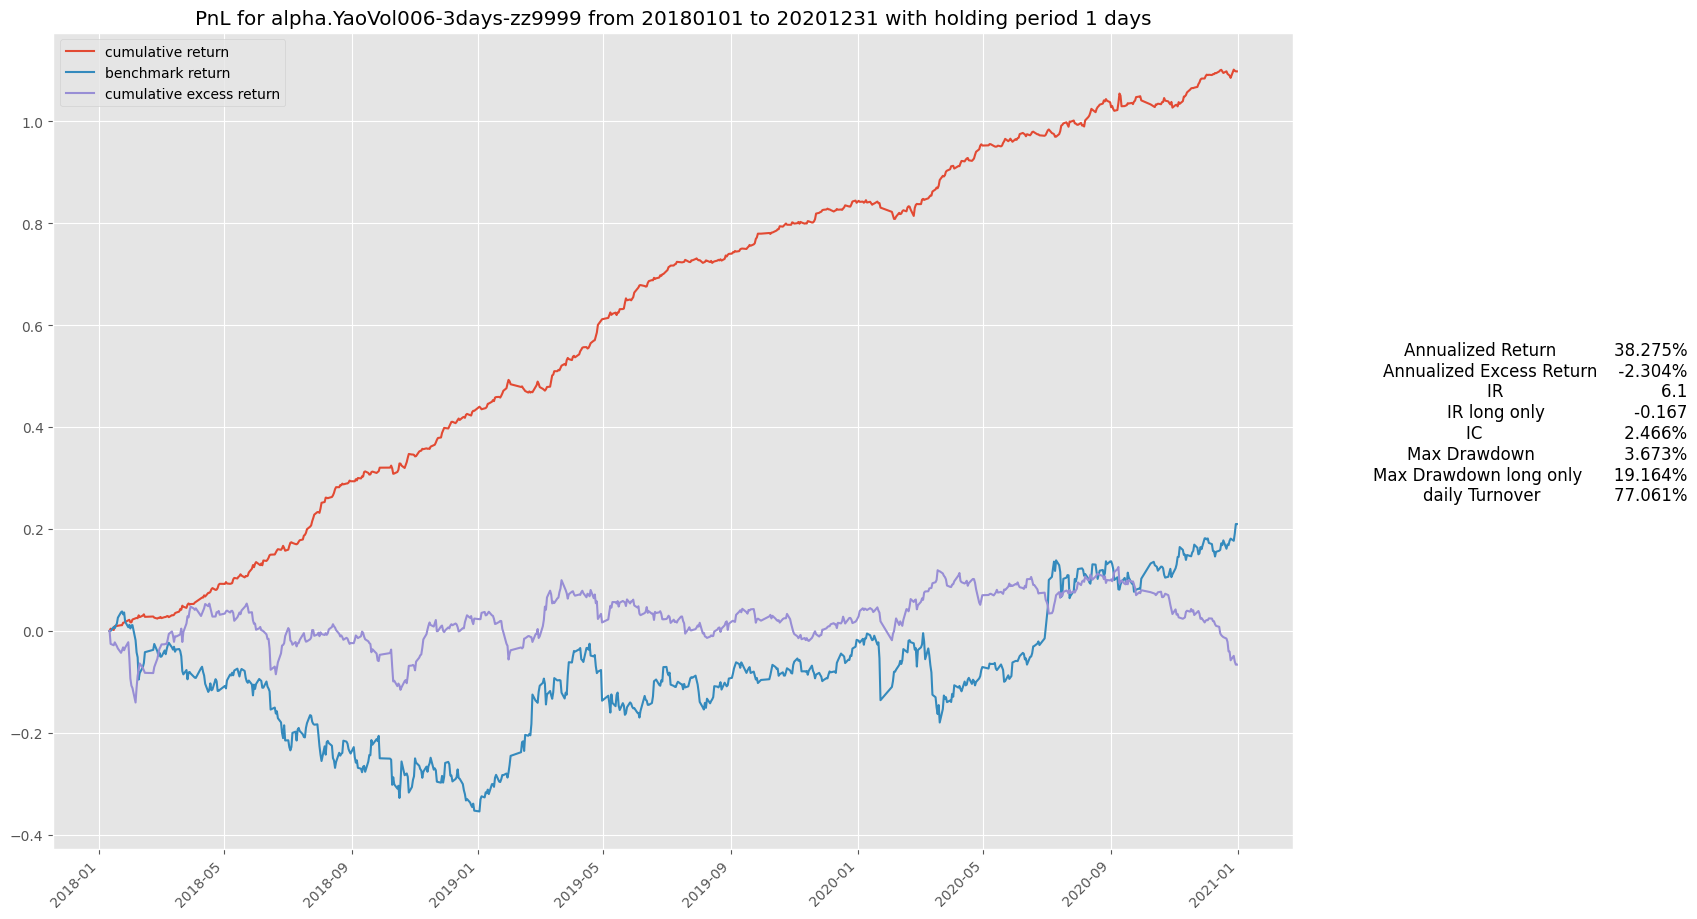 PnL for alpha.YaoVol006-3days-zz9999 from 20180101 to 20201231 with holding period 1 days
cumulative return
benchmark return
cumulative excess return
1.0
0.8
0.6
0.4
0.2
0.0
−0.2
−0.4
2018-01
2018-05
2018-09
2019-01
2019-05
2019-09
2020-01
2020-05
2020-09
2021-01
Annualized Return 38.275%
Annualized Excess Return -2.304%
IR 6.1
IR long only -0.167
IC 2.466%
Max Drawdown 3.673%
Max Drawdown long only 19.164%
daily Turnover 77.061%